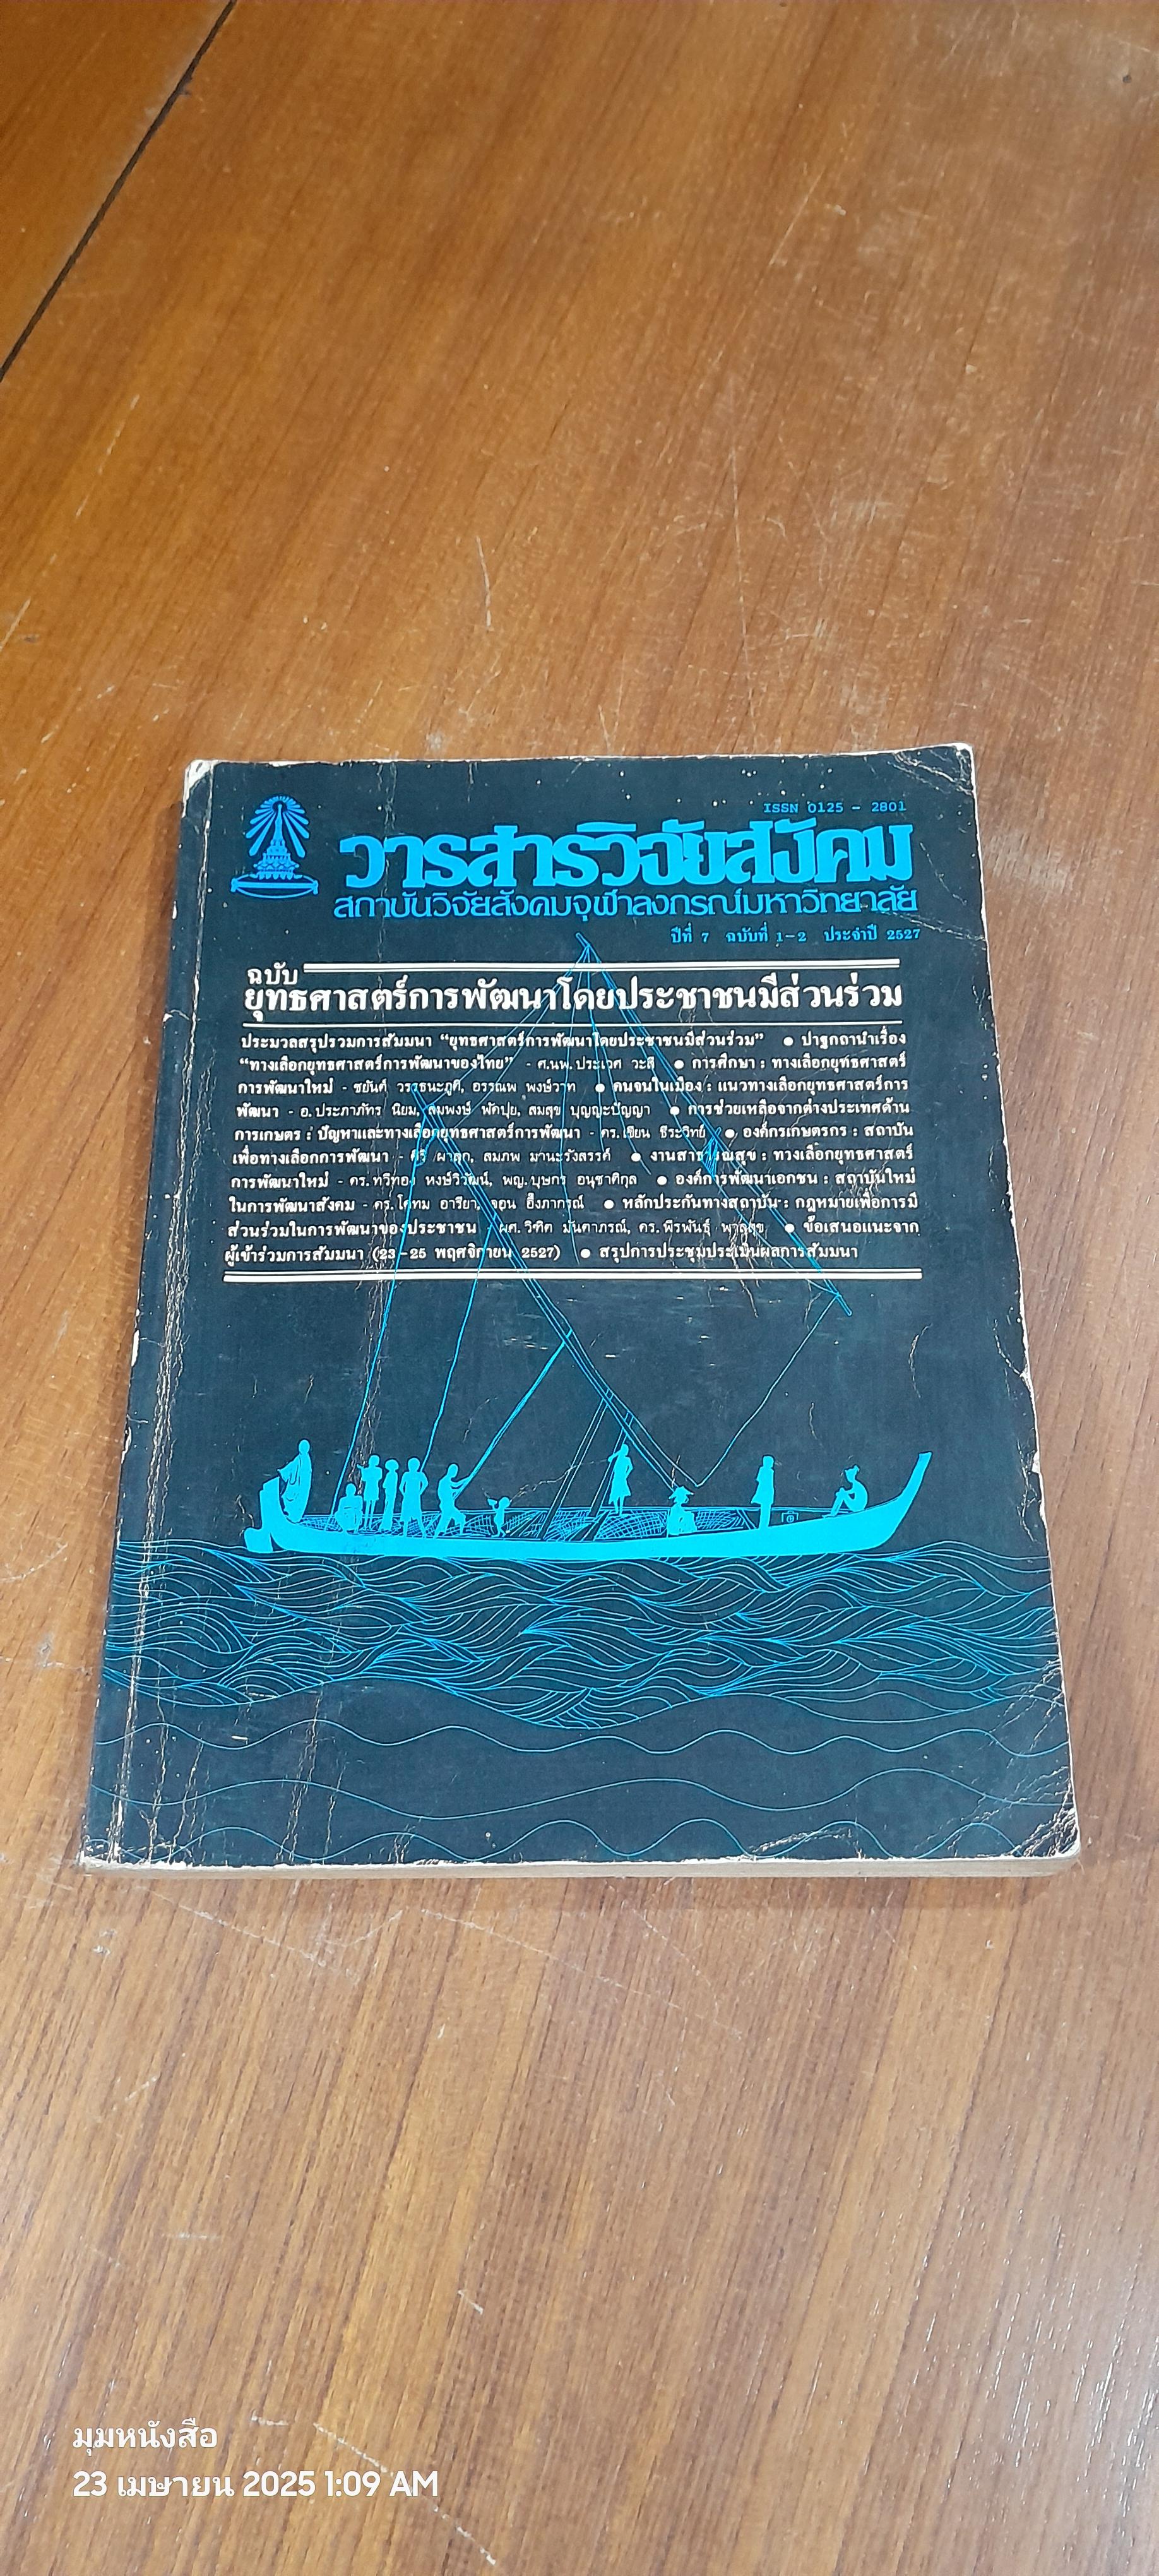 ISSN 0125 - 2801
วารสารวิจัยสังคม
สถาบันวิจัยสังคมจุฬาลงกรณ์มหาวิทยาลัย
ปีที่ 7 ฉบับที่ 1-2 ประจำปี 2527
ฉบับ
ยุทธศาสตร์การพัฒนาโดยประชาชนมีส่วนร่วม
ประมวลสรุปรวมการสัมมนา “ยุทธศาสตร์การพัฒนาโดยประชาชนมีส่วนร่วม” ● ปาฐกถานำเรื่อง
“ทางเลือกยุทธศาสตร์การพัฒนาของไทย” - ศ.นพ.ประเวศ วะสี ● การศึกษา : ทางเลือกยุทธศาสตร์
การพัฒนาใหม่ - ชยันต์ วรรธนะภูติ, อรรณพ พงษ์วาท ● คนจนในเมือง : แนวทางเลือกยุทธศาสตร์การ
พัฒนา - อ.ประภาภัทร นิยม, สมพงษ์ พัดปุย, สมสุข บุญญะบัญญา ● การช่วยเหลือจากต่างประเทศด้าน
การเกษตร : ปัญหาและทางเลือกยุทธศาสตร์การพัฒนา - ดร.เขียน ธีระวิทย์ ● องค์กรเกษตรกร : สถาบัน
เพื่อทางเลือกการพัฒนา - ผาสุก, สมภพ มานะรังสรรค์ ● งานสาธารณสุข : ทางเลือกยุทธศาสตร์
การพัฒนาใหม่ - ดร.ทวีทอง หงษ์วิวัฒน์, พญ.บุษกร อนุชาติกุล ● องค์การพัฒนาเอกชน : สถาบันใหม่
ในการพัฒนาสังคม - ดร.โคทม อารียา, จอน อึ๊งภากรณ์ ● หลักประกันทางสถาบัน : กฎหมายเพื่อการมี
ส่วนร่วมในการพัฒนาของประชาชน - ผศ.วิทิต มันตาภรณ์, ดร.พีรพันธุ์ พาลุสุข ● ข้อเสนอแนะจาก
ผู้เข้าร่วมการสัมมนา (23-25 พฤศจิกายน 2527) ● สรุปการประชุมประเมินผลการสัมมนา
มุมหนังสือ
23 เมษายน 2025 1:09 AM